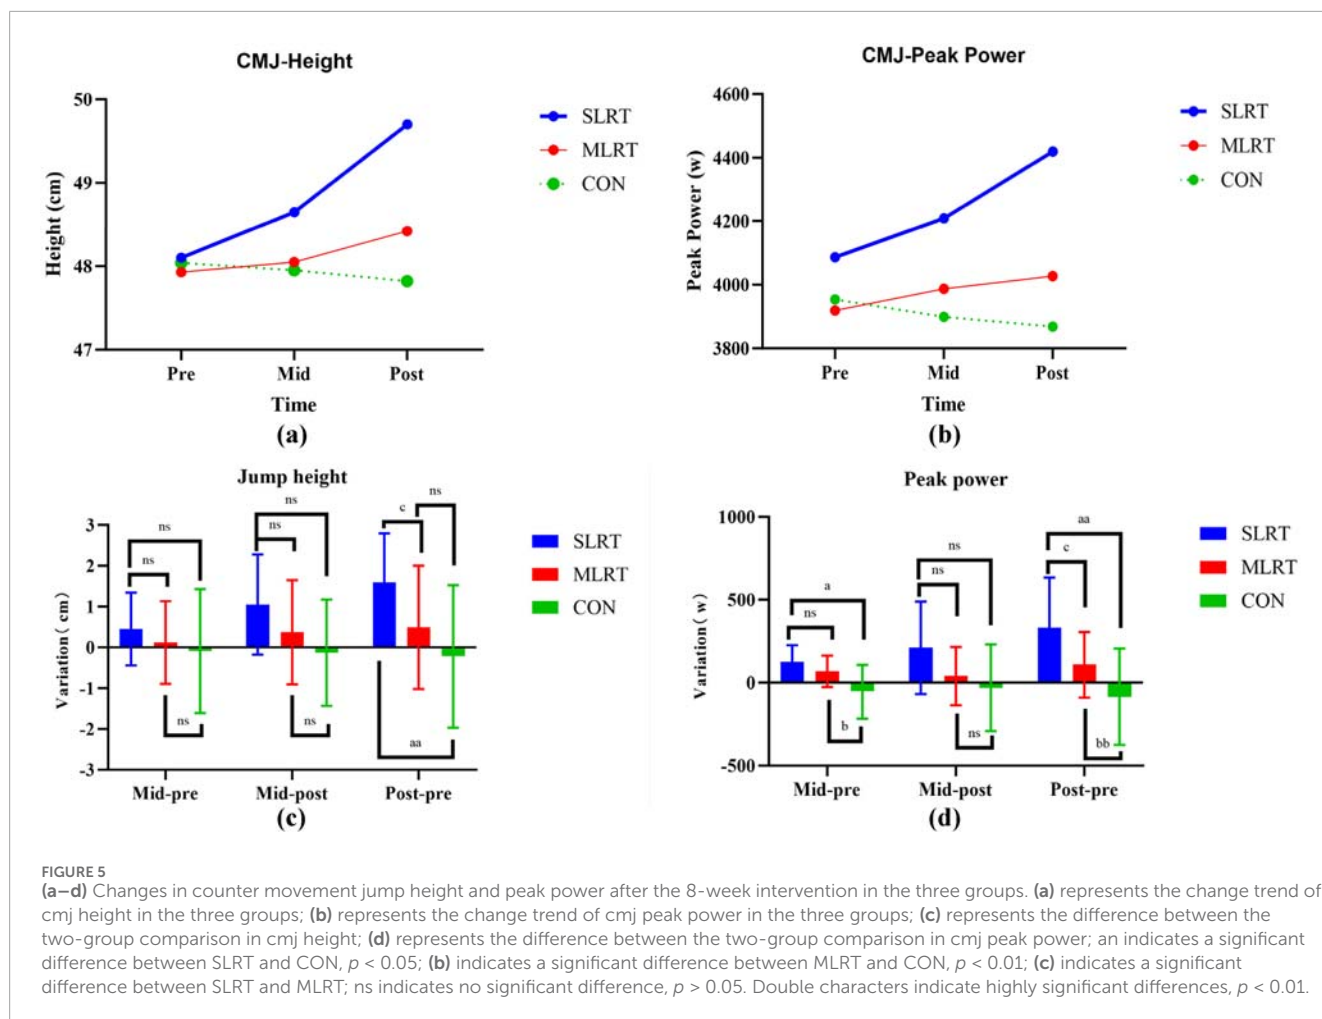 CMJ-Height
50
49
48
47
Height (cm)
Pre Mid Post
Time
SLRT
MLRT
CON
(a)
CMJ-Peak Power
4600
4400
4200
4000
3800
Peak Power (w)
Pre Mid Post
Time
SLRT
MLRT
CON
(b)
Jump height
3
2
1
0
-1
-2
-3
Variation( cm)
ns
ns
ns
ns
ns
ns
c
ns
aa
Mid-pre Mid-post Post-pre
SLRT
MLRT
CON
(c)
Peak power
1000
500
0
-500
Variation( w)
a
ns
b
ns
ns
ns
aa
c
bb
Mid-pre Mid-post Post-pre
SLRT
MLRT
CON
(d)
FIGURE 5
(a–d) Changes in counter movement jump height and peak power after the 8-week intervention in the three groups. (a) represents the change trend of
cmj height in the three groups; (b) represents the change trend of cmj peak power in the three groups; (c) represents the difference between the
two-group comparison in cmj height; (d) represents the difference between the two-group comparison in cmj peak power; an indicates a significant
difference between SLRT and CON, p < 0.05; (b) indicates a significant difference between MLRT and CON, p < 0.01; (c) indicates a significant
difference between SLRT and MLRT; ns indicates no significant difference, p > 0.05. Double characters indicate highly significant differences, p < 0.01.